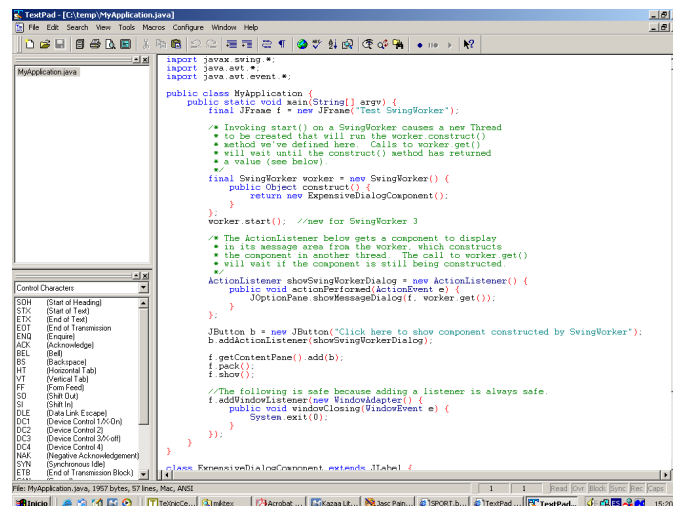 TextPad - [C:\temp\MyApplication.java]
File Edit Search View Tools Macros Configure Window Help
MyApplication.java
import javax.swing.*;
import java.awt.*;
import java.awt.event.*;
public class MyApplication {
public static void main(String[] argv) {
final JFrame f = new JFrame("Test SwingWorker");
/* Invoking start() on a SwingWorker causes a new Thread
* to be created that will run the worker.construct()
* method we've defined here. Calls to worker.get()
* will wait until the construct() method has returned
* a value (see below).
*/
final SwingWorker worker = new SwingWorker() {
public Object construct() {
return new ExpensiveDialogComponent();
}
};
worker.start(); //new for SwingWorker 3
/* The ActionListener below gets a component to display
* in its message area from the worker, which constructs
* the component in another thread. The call to worker.get()
* will wait if the component is still being constructed.
*/
ActionListener showSwingWorkerDialog = new ActionListener() {
public void actionPerformed(ActionEvent e) {
JOptionPane.showMessageDialog(f, worker.get());
}
};
JButton b = new JButton("Click here to show component constructed by SwingWorker");
b.addActionListener(showSwingWorkerDialog);
f.getContentPane().add(b);
f.pack();
f.show();
//The following is safe because adding a listener is always safe.
f.addWindowListener(new WindowAdapter() {
public void windowClosing(WindowEvent e) {
System.exit(0);
}
});
}
}
class ExpensiveDialogComponent extends JLabel {
Control Characters
SOH (Start of Heading)
STX (Start of Text)
ETX (End of Text)
EOT (End of Transmission
ENQ (Enquire)
ACK (Acknowledge)
BEL (Bell)
BS (Backspace)
HT (Horizontal Tab)
VT (Vertical Tab)
FF (Form Feed)
SO (Shift Out)
SI (Shift In)
DLE (Data Link Escape)
DC1 (Device Control 1/X-On)
DC2 (Device Control 2)
DC3 (Device Control 3/X-off)
DC4 (Device Control 4)
NAK (Negative Acknowledgement)
SYN (Synchronous Idle)
ETB (End of Transmission Block)
File: MyApplication.java, 1957 bytes, 57 lines, Mac, ANSI
1 1 Read Ovr Block Sync Rec Caps
Inicio TeXnicCe... miktex Acrobat ... Kazaa Lit... Jasc Pain... SPORT.b... TextPad ... TextPad... 15:20